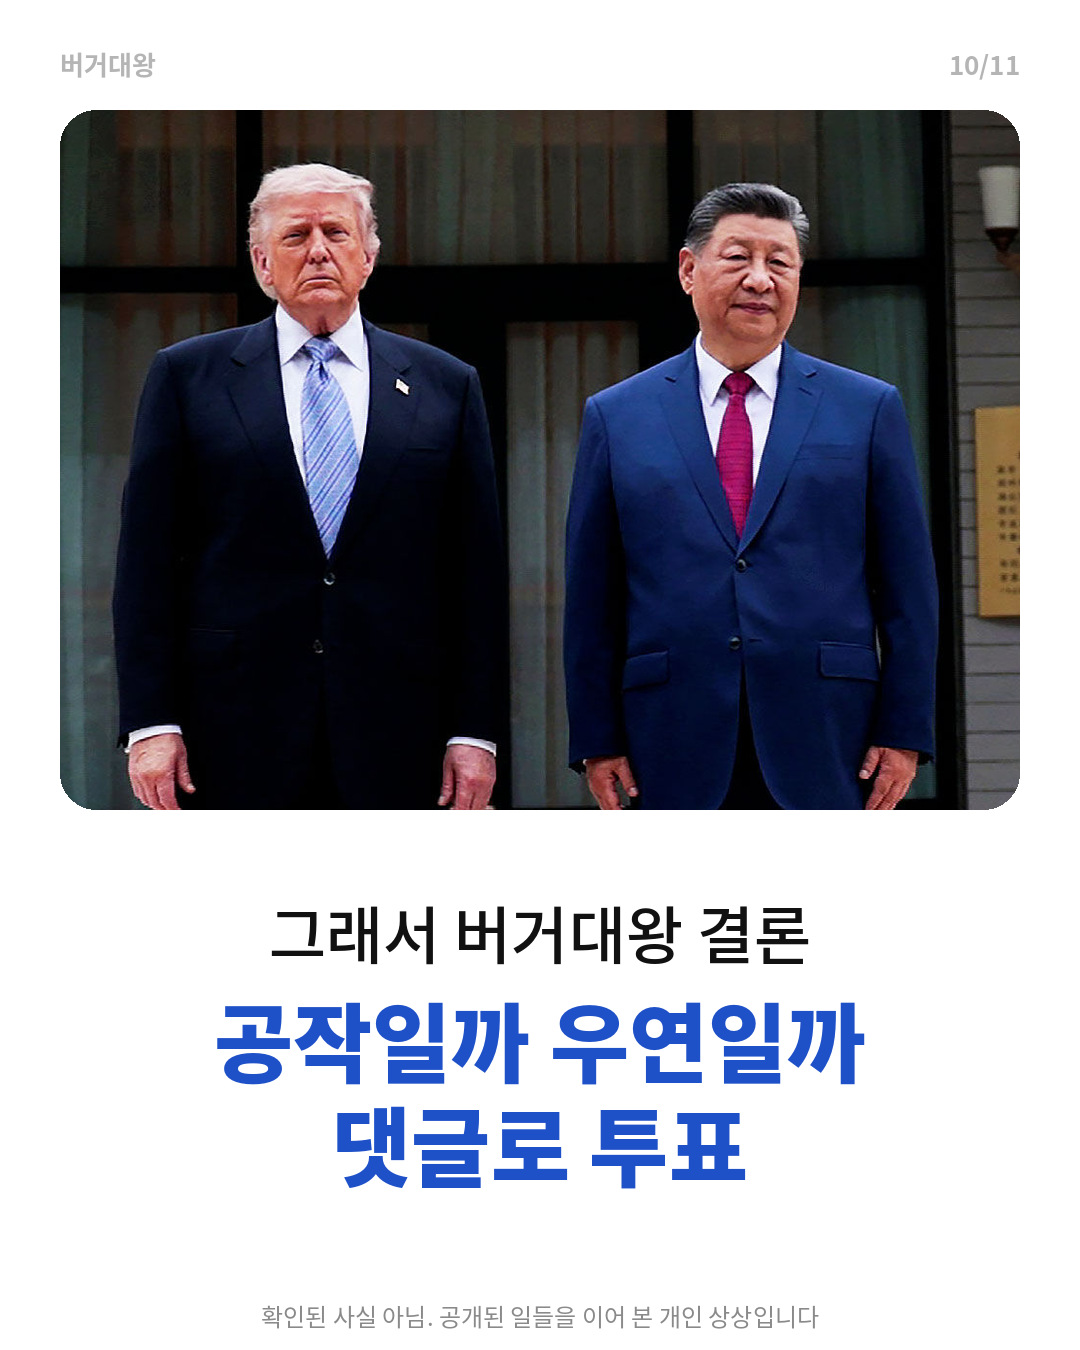 버거대왕
10/11
그래서 버거대왕 결론
공작일까 우연일까
댓글로 투표
확인된 사실 아님. 공개된 일들을 이어 본 개인 상상입니다